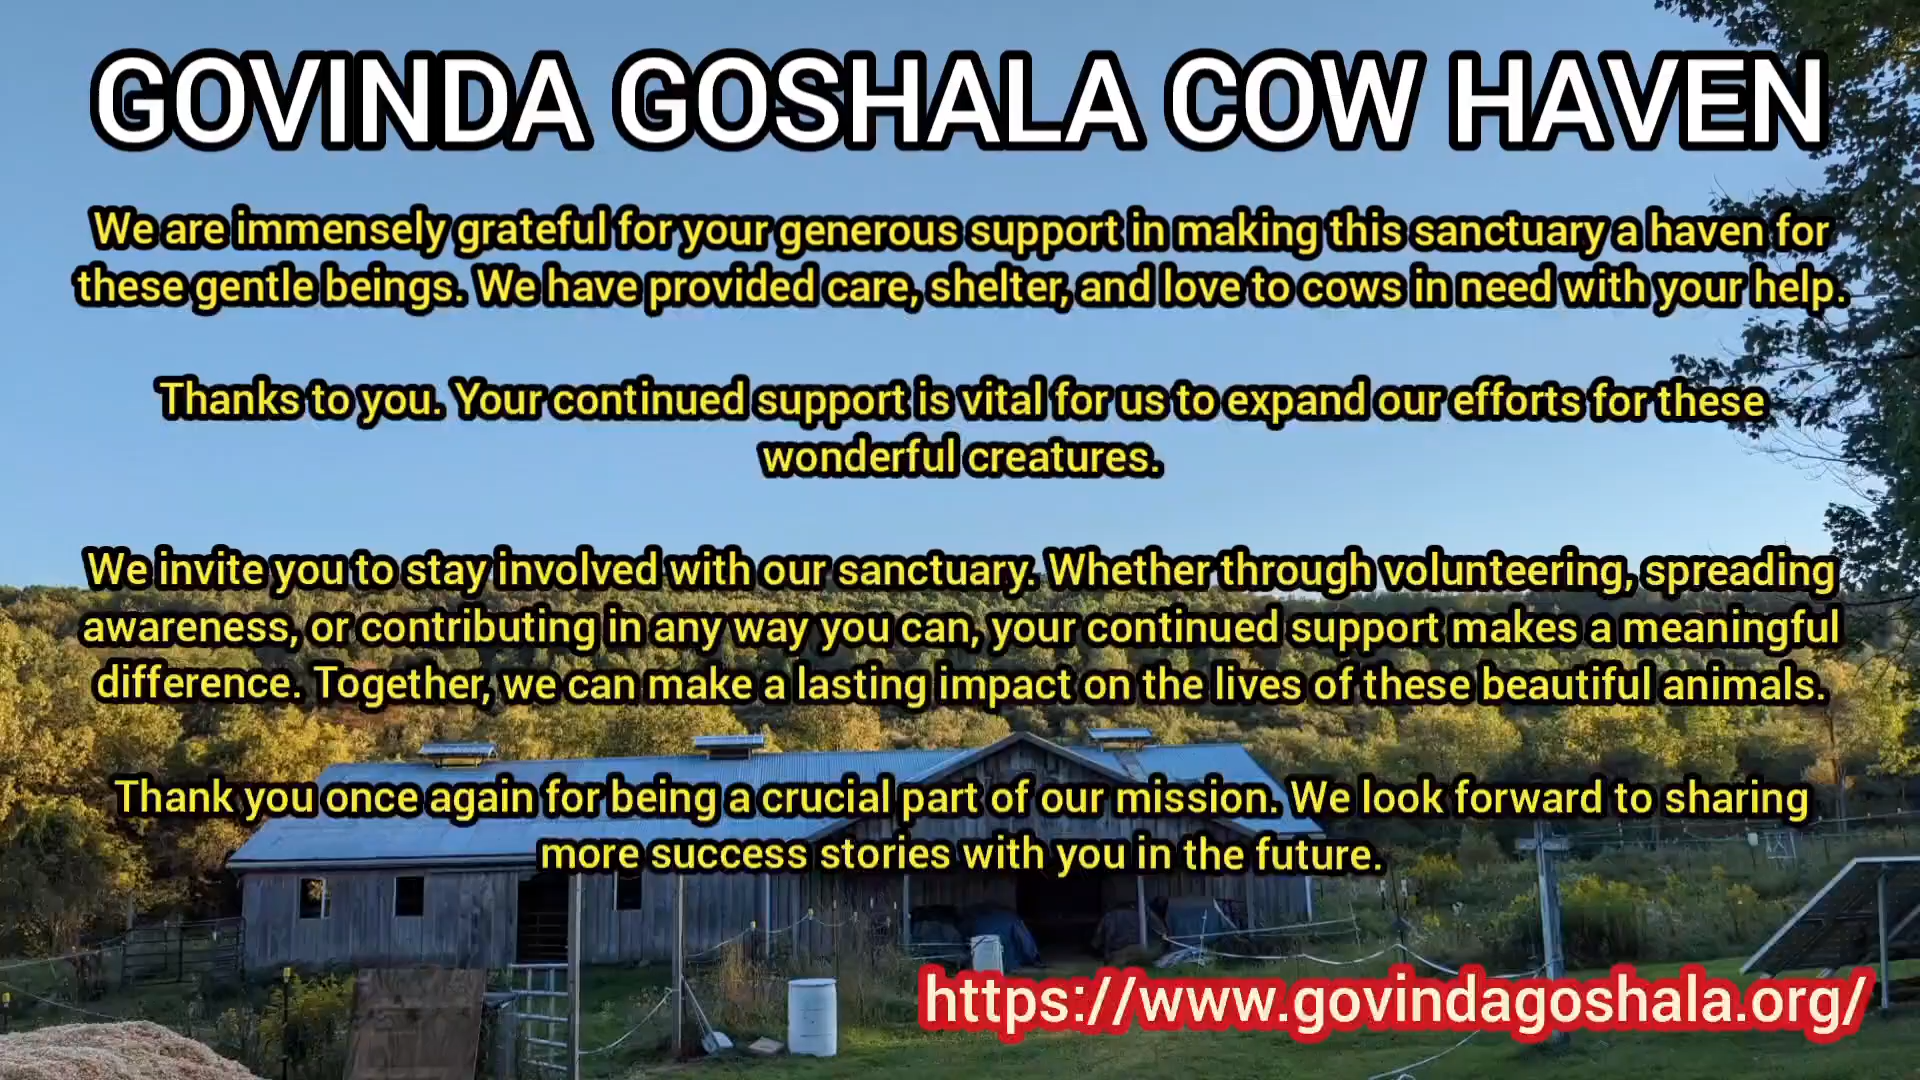 GOVINDA GOSHALA COW HAVEN
We are immensely grateful for your generous support in making this sanctuary a haven for
these gentle beings. We have provided care, shelter, and love to cows in need with your help.
Thanks to you. Your continued support is vital for us to expand our efforts for these
wonderful creatures.
We invite you to stay involved with our sanctuary. Whether through volunteering, spreading
awareness, or contributing in any way you can, your continued support makes a meaningful
difference. Together, we can make a lasting impact on the lives of these beautiful animals.
Thank you once again for being a crucial part of our mission. We look forward to sharing
more success stories with you in the future.
https://www.govindagoshala.org/